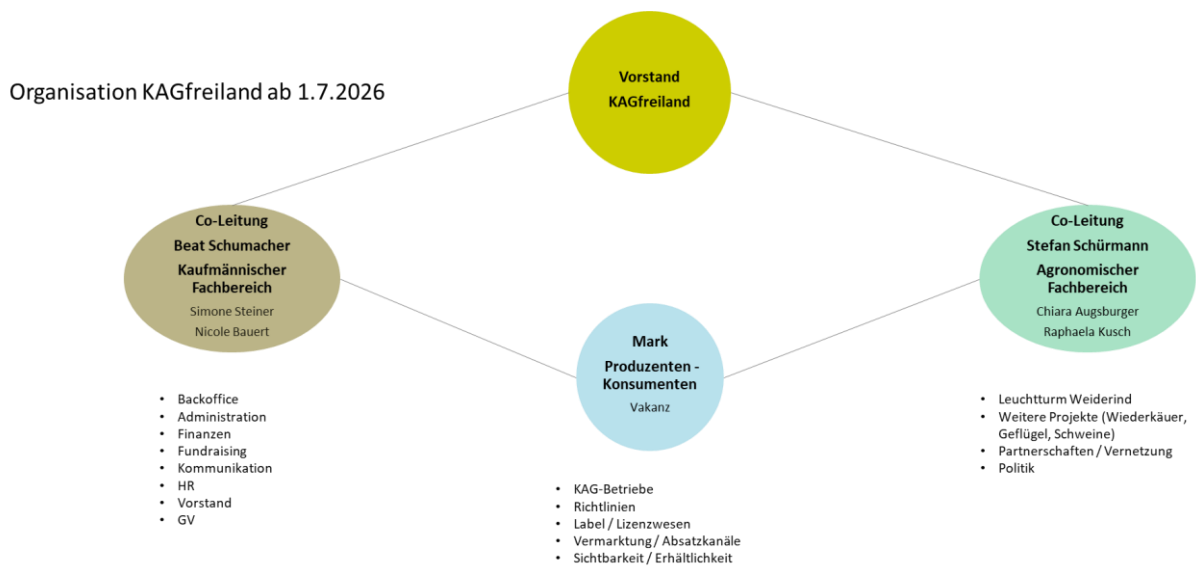 Organisation KAGfreiland ab 1.7.2026
Vorstand
KAGfreiland
Co-Leitung
Beat Schumacher
Kaufmännischer
Fachbereich
Simone Steiner
Nicole Bauert
Co-Leitung
Stefan Schürmann
Agronomischer
Fachbereich
Chiara Augsburger
Raphaela Kusch
Mark
Produzenten -
Konsumenten
Vakanz
• Backoffice
• Administration
• Finanzen
• Fundraising
• Kommunikation
• HR
• Vorstand
• GV
• KAG-Betriebe
• Richtlinien
• Label / Lizenzwesen
• Vermarktung / Absatzkanäle
• Sichtbarkeit / Erhältlichkeit
• Leuchtturm Weiderind
• Weitere Projekte (Wiederkäuer,
Geflügel, Schweine)
• Partnerschaften / Vernetzung
• Politik